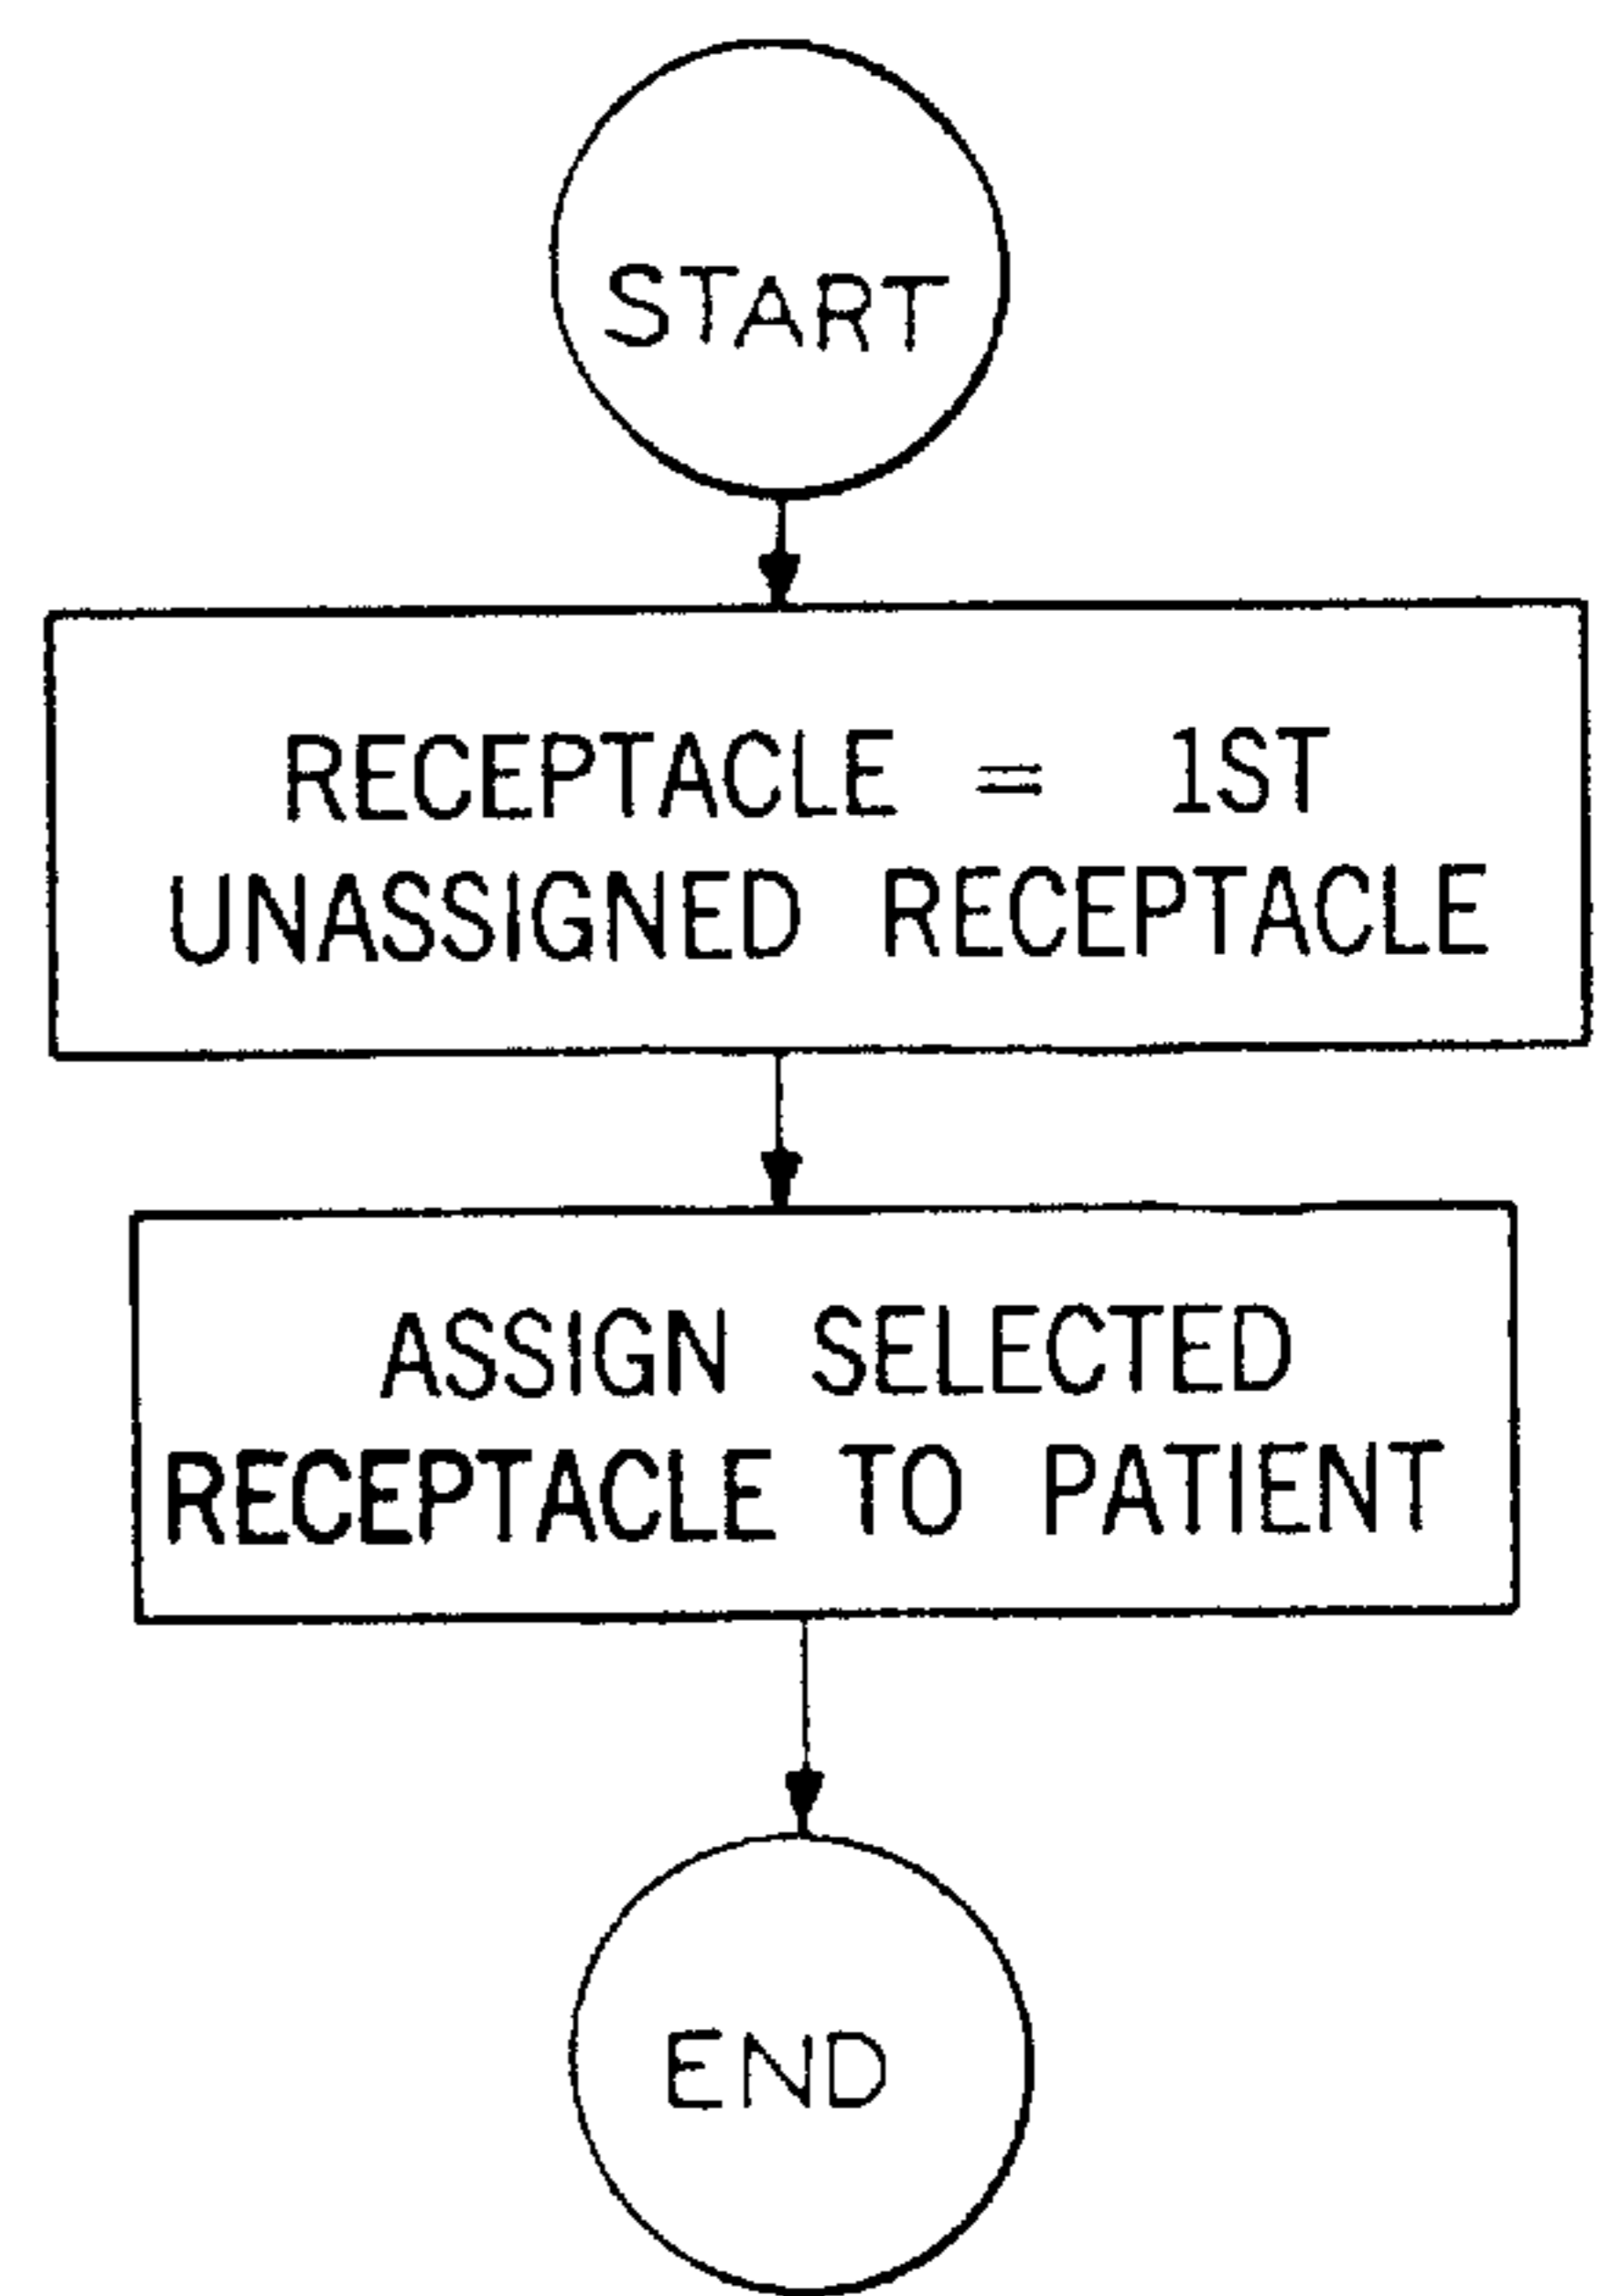 START
RECEPTACLE = 1ST
UNASSIGNED RECEPTACLE
ASSIGN SELECTED
RECEPTACLE TO PATIENT
END